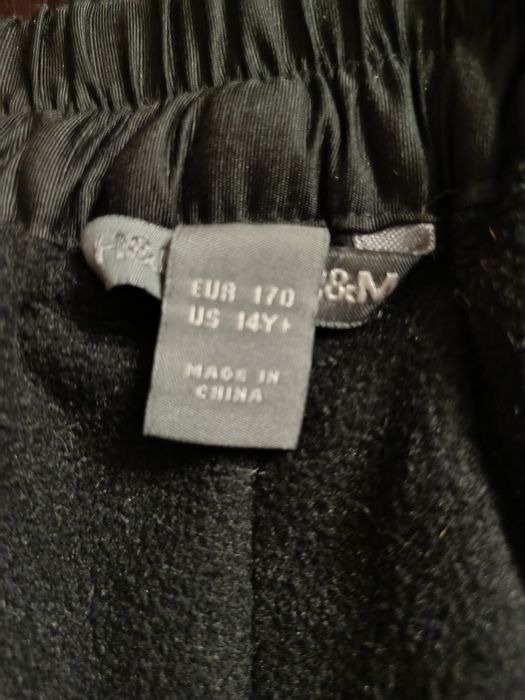 EUR 170
US 14Y+
MADE IN
CHINA
&M